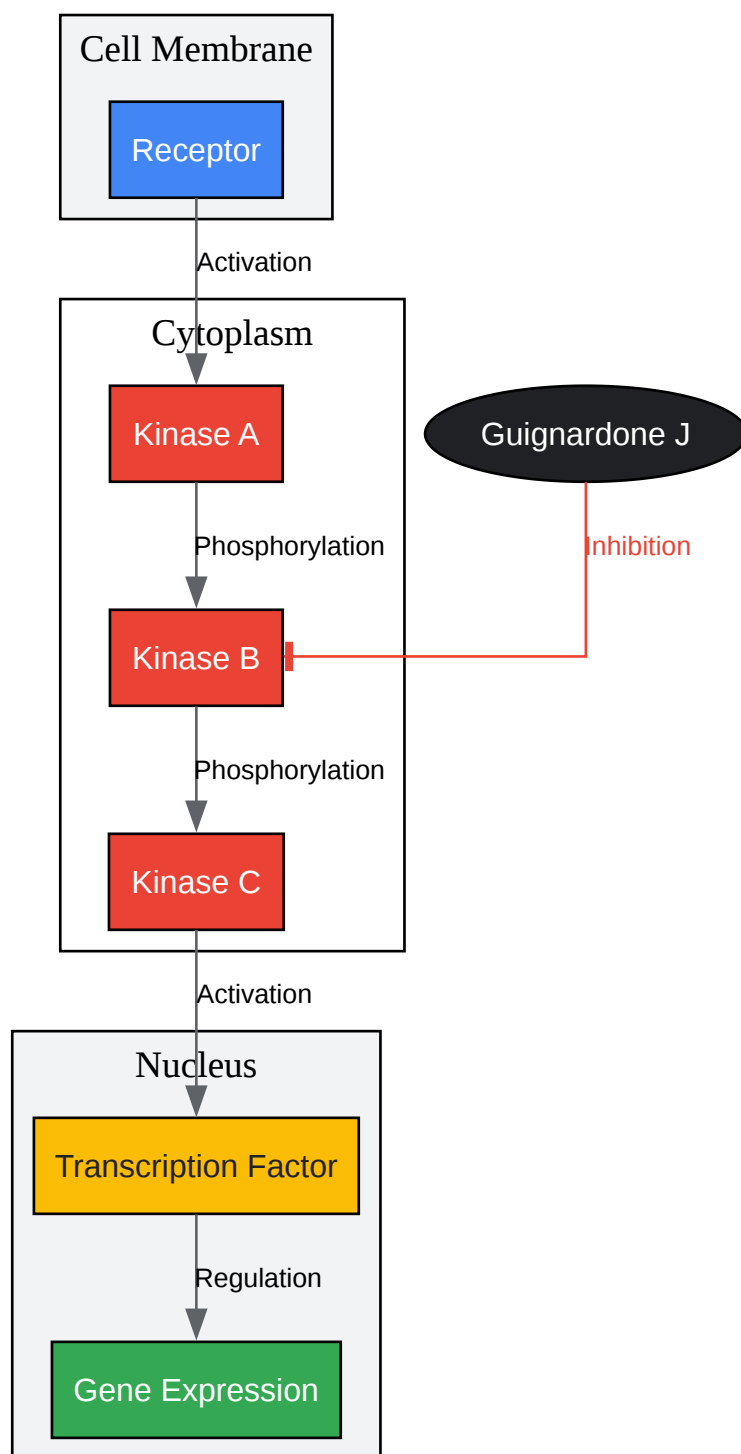 Cell Membrane
Receptor
Activation
Cytoplasm
Kinase A
Guignardone J
Phosphorylation
Inhibition
Kinase B
Phosphorylation
Kinase C
Activation
Nucleus
Transcription Factor
Regulation
Gene Expression